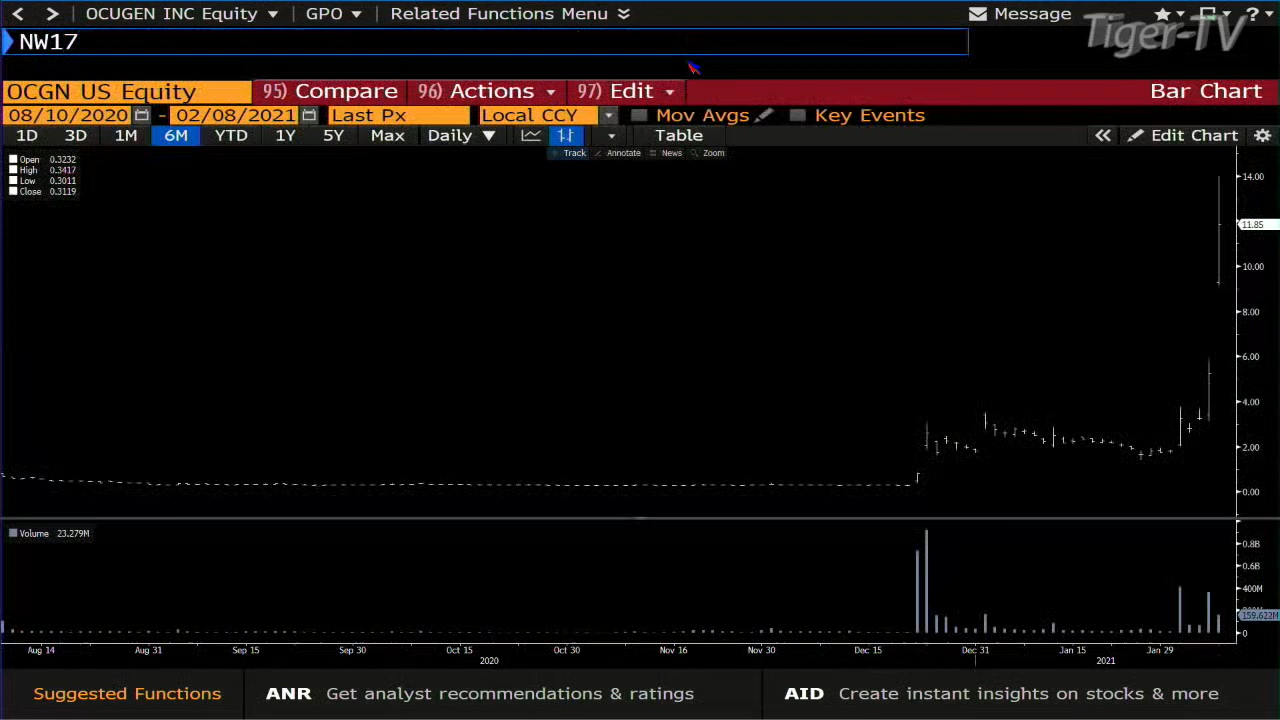 OCUGEN INC Equity GPO Related Functions Menu Message ?
NW17
Tiger-TV
OCGN US Equity 95) Compare 96) Actions 97) Edit Bar Chart
08/10/2020 - 02/08/2021 Last Px Local CCY Mov Avgs Key Events
1D 3D 1M 6M YTD 1Y 5Y Max Daily Table Edit Chart
Track Annotate News Zoom
Open 0.3232
High 0.3417
Low 0.3011
Close 0.3119
14.00
11.85
10.00
8.00
6.00
4.00
2.00
0.00
Volume 23.279M
0.8B
0.6B
400M
159.622M
0
Aug 14 Aug 31 Sep 15 Sep 30 Oct 15 Oct 30 Nov 16 Nov 30 Dec 15 Dec 31 Jan 15 Jan 29
2020 2021
Suggested Functions ANR Get analyst recommendations & ratings AID Create instant insights on stocks & more